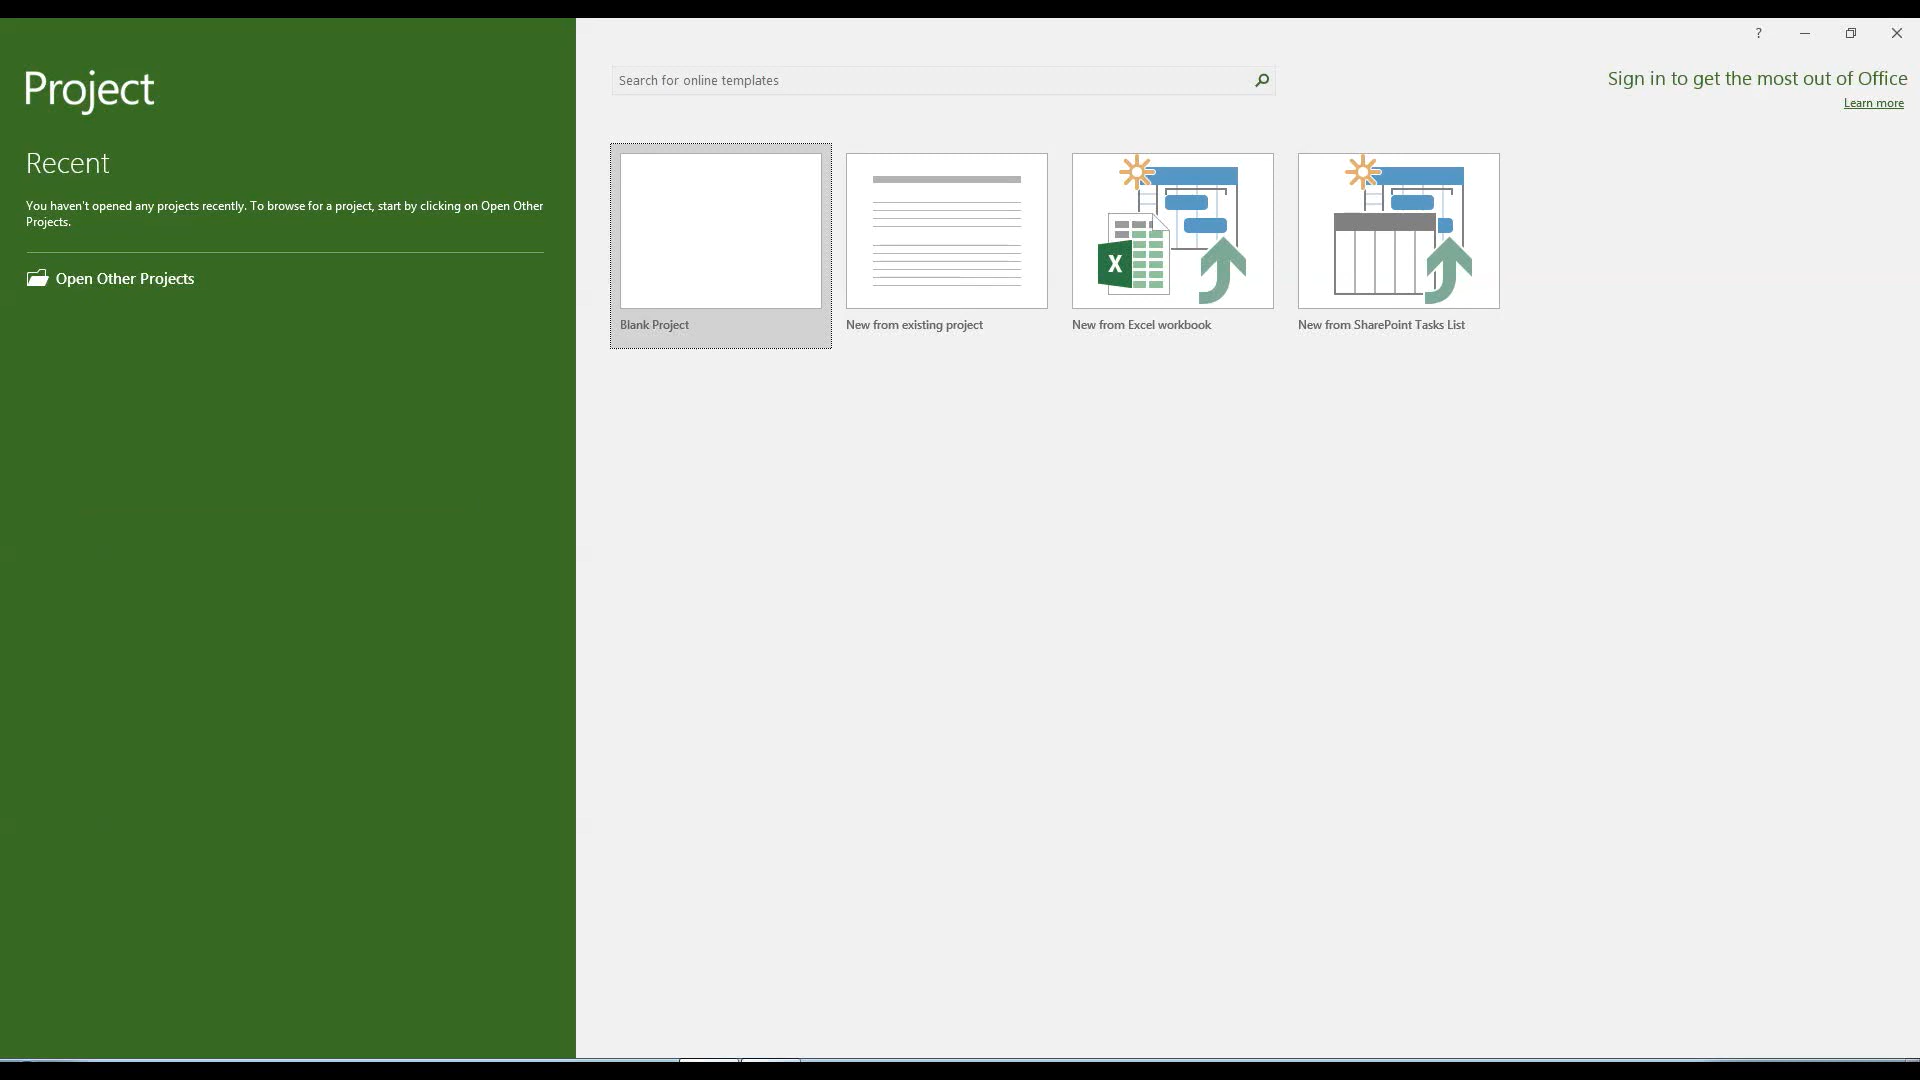 Project
Recent
You haven't opened any projects recently. To browse for a project, start by clicking on Open Other
Projects.
Open Other Projects
?
Search for online templates
Sign in to get the most out of Office
Learn more
X
Blank Project
New from existing project
New from Excel workbook
New from SharePoint Tasks List